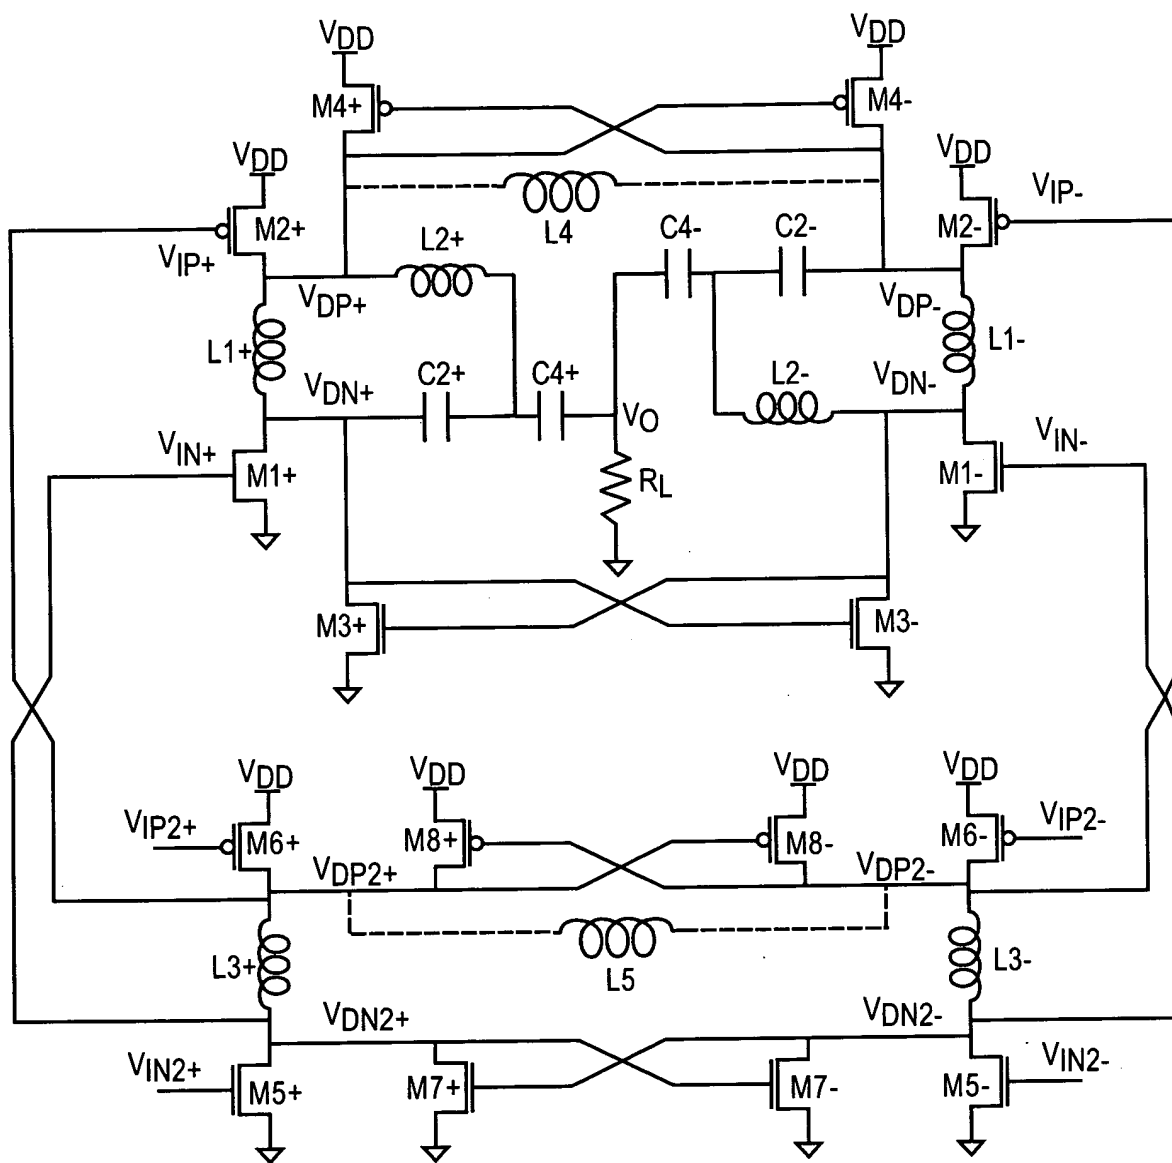 VDD
VDD
M4+
M4-
VDD
VDD
VIP-
M2+
L4
C4-
C2-
M2-
VIP+
L2+
VDP+
VDP-
L1+
L1-
L2-
C2+
C4+
VDN+
VDN-
VO
VIN+
VIN-
M1+
RL
M1-
M3+
M3-
VDD
VDD
VDD
VDD
VIP2+
VIP2-
M6+
M8+
M8-
M6-
VDP2+
VDP2-
L3+
L5
L3-
VDN2+
VDN2-
VIN2+
VIN2-
M5+
M7+
M7-
M5-